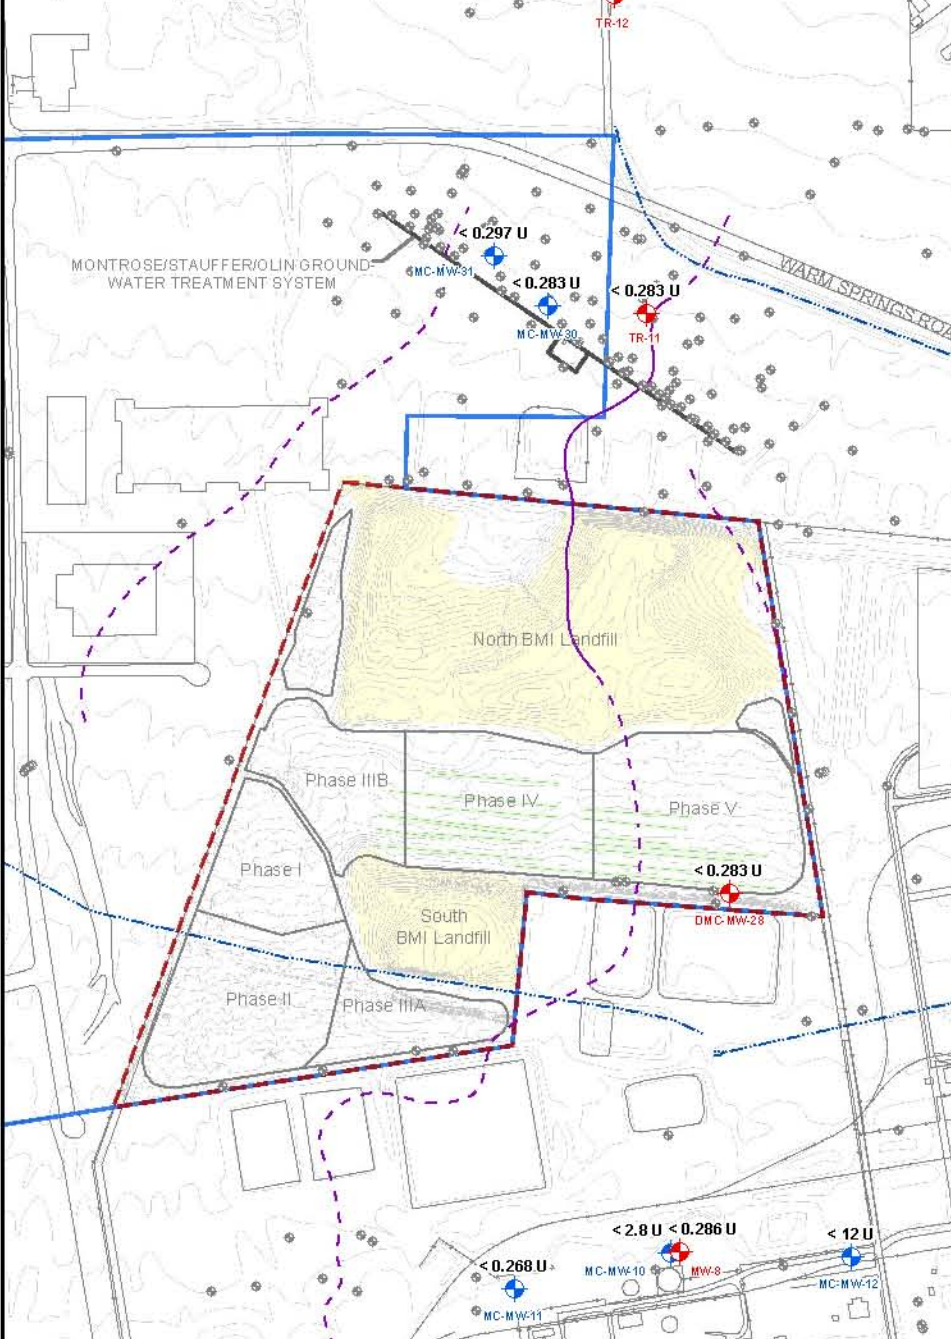 TR-12
< 0.297 U
MC-MW-31
MONTROSE/STAUFFER/OLIN GROUND-
WATER TREATMENT SYSTEM
< 0.283 U
MC-MW-30
< 0.283 U
TR-11
WARM SPRINGS ROA
North BMI Landfill
Phase IIIB
Phase IV
Phase V
Phase I
< 0.283 U
DMC-MW-28
South
BMI Landfill
Phase II
Phase IIIA
< 2.8 U
< 0.286 U
MC-MW-10
MW-8
< 12 U
MC-MW-12
< 0.268 U
MC-MW-11